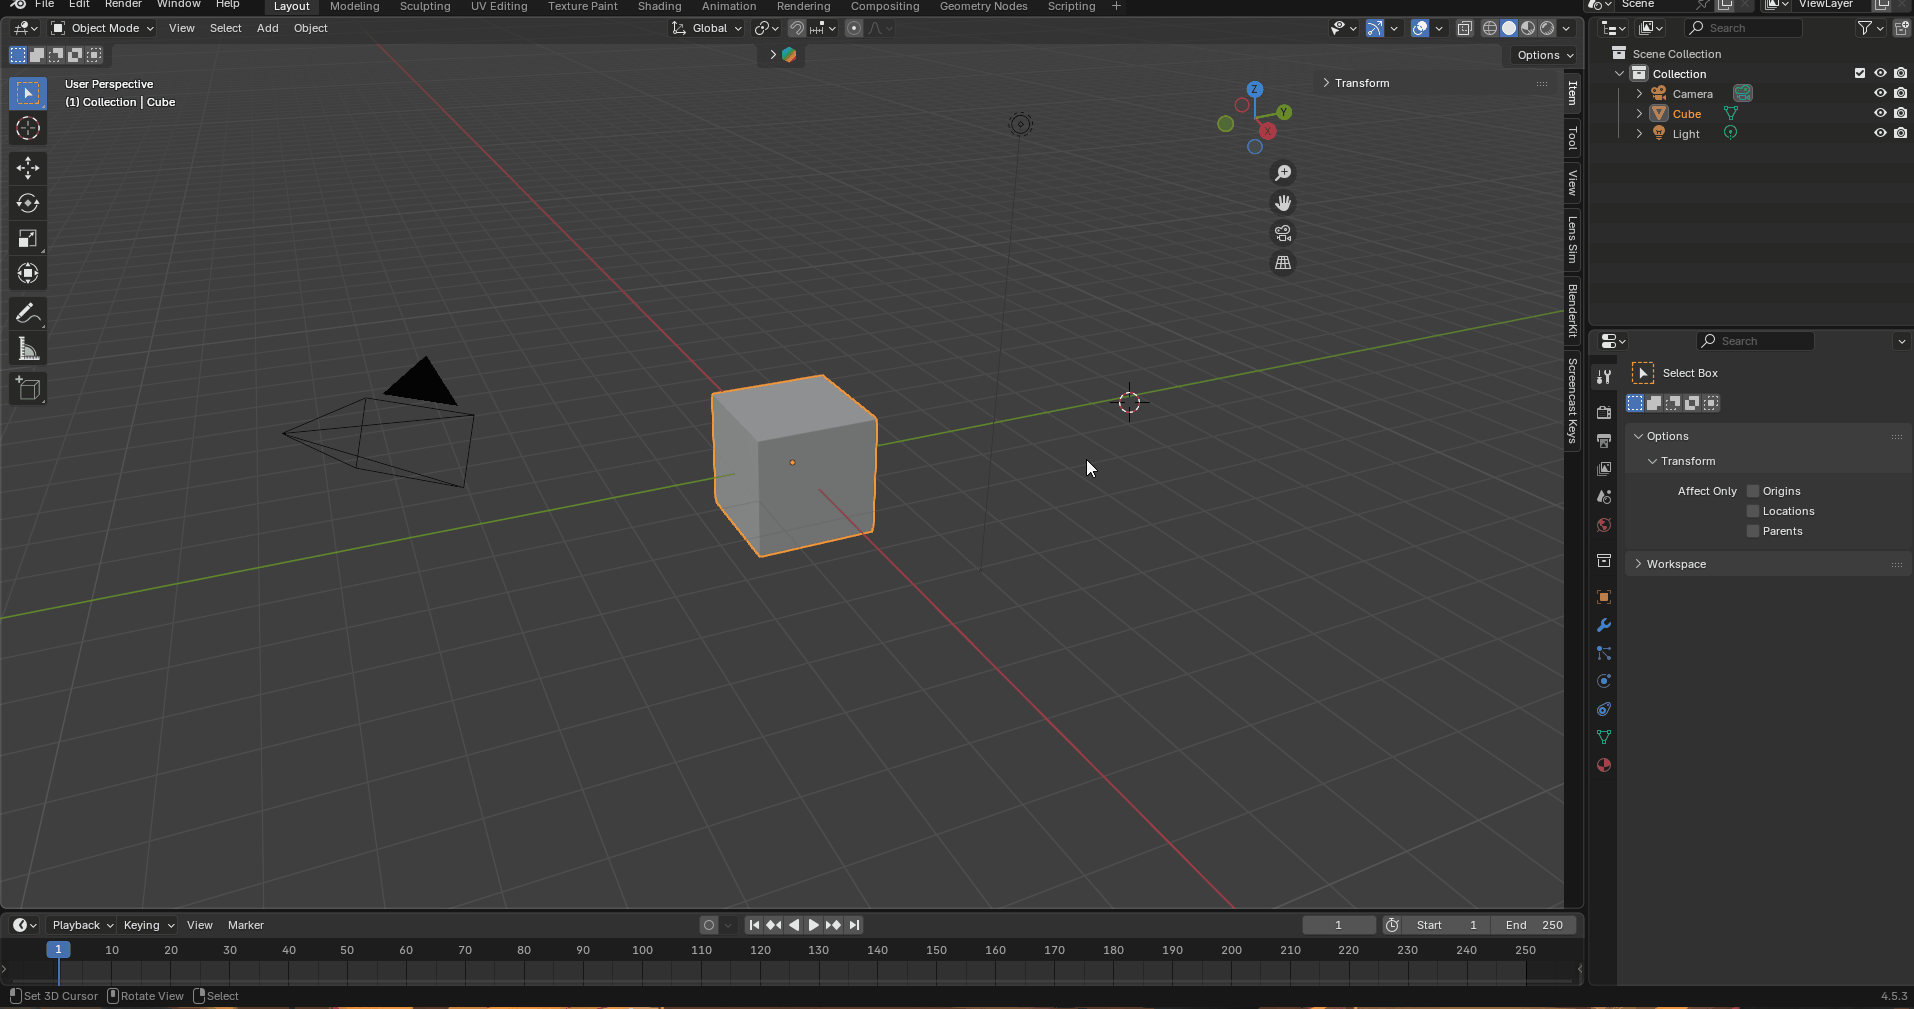 File Edit Render Window Help Layout Modeling Sculpting UV Editing Texture Paint Shading Animation Rendering Compositing Geometry Nodes Scripting + Scene ViewLayer
Object Mode View Select Add Object Global Search
Options
User Perspective
(1) Collection | Cube
Transform
Z
Y
X
Item
Tool
View
Lens Sim
BlenderKit
Screencast Keys
Scene Collection
Collection
Camera
Cube
Light
Search
Select Box
Options
Transform
Affect Only Origins
Locations
Parents
Workspace
Playback Keying View Marker 1 Start 1 End 250
1 10 20 30 40 50 60 70 80 90 100 110 120 130 140 150 160 170 180 190 200 210 220 230 240 250
Set 3D Cursor Rotate View Select 4.5.3